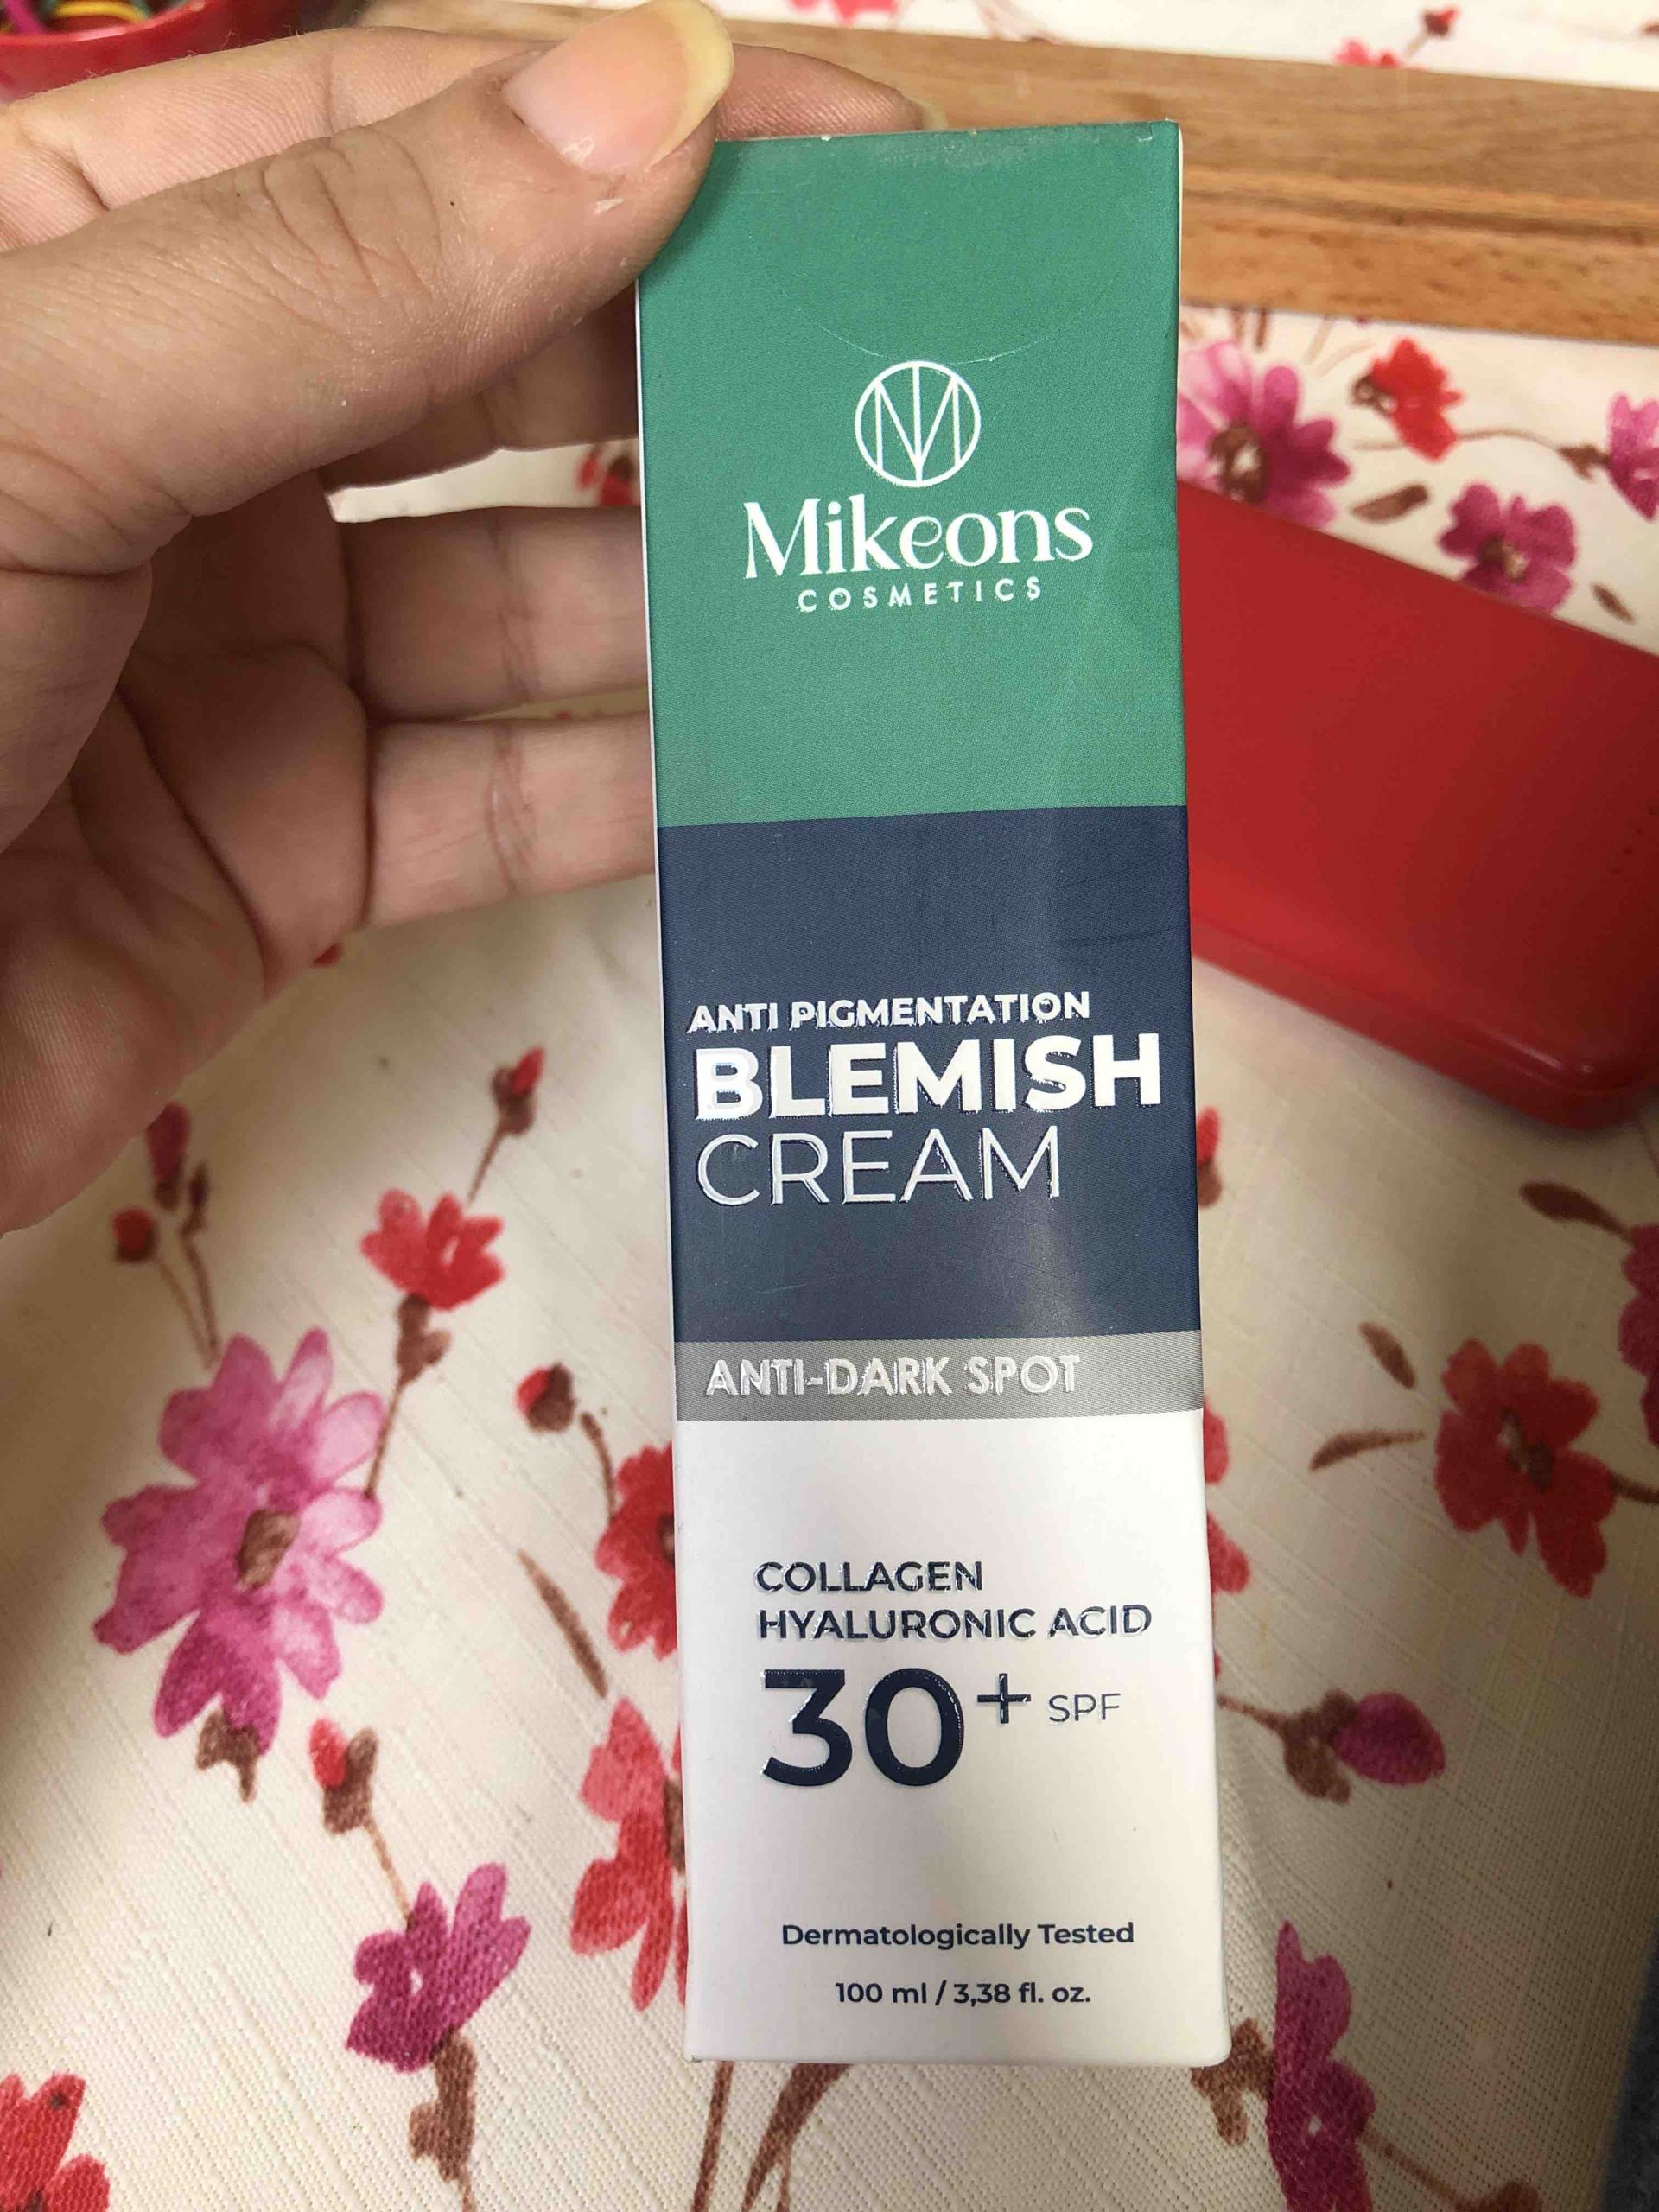 Mikeons
COSMETICS
ANTI PIGMENTATION
BLEMISH
CREAM
ANTI-DARK SPOT
COLLAGEN
HYALURONIC ACID
30+ SPF
Dermatologically Tested
100 ml / 3,38 fl. oz.